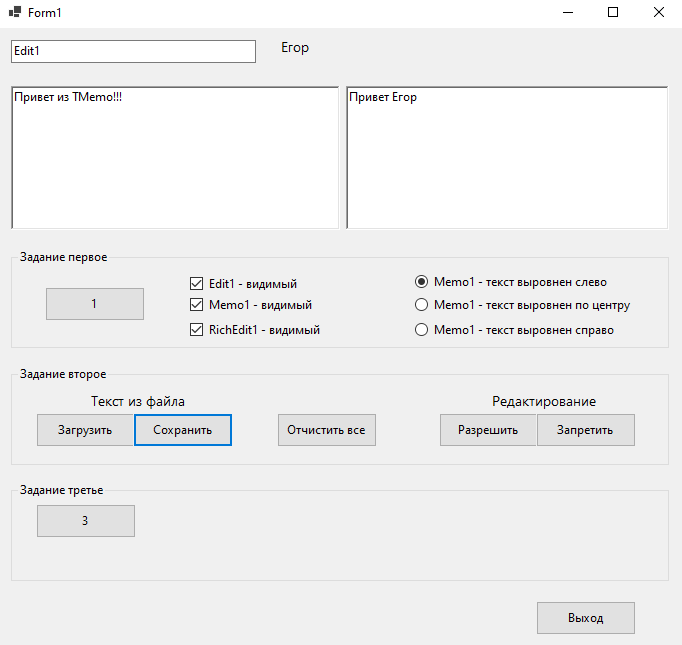 Form1
Edit1
Егор
Привет из TMemo!!!
Привет Егор
Задание первое
1
Edit1 - видимый
Memo1 - видимый
RichEdit1 - видимый
Memo1 - текст выровнен слево
Memo1 - текст выровнен по центру
Memo1 - текст выровнен справо
Задание второе
Текст из файла
Редактирование
Загрузить
Сохранить
Отчистить все
Разрешить
Запретить
Задание третье
3
Выход